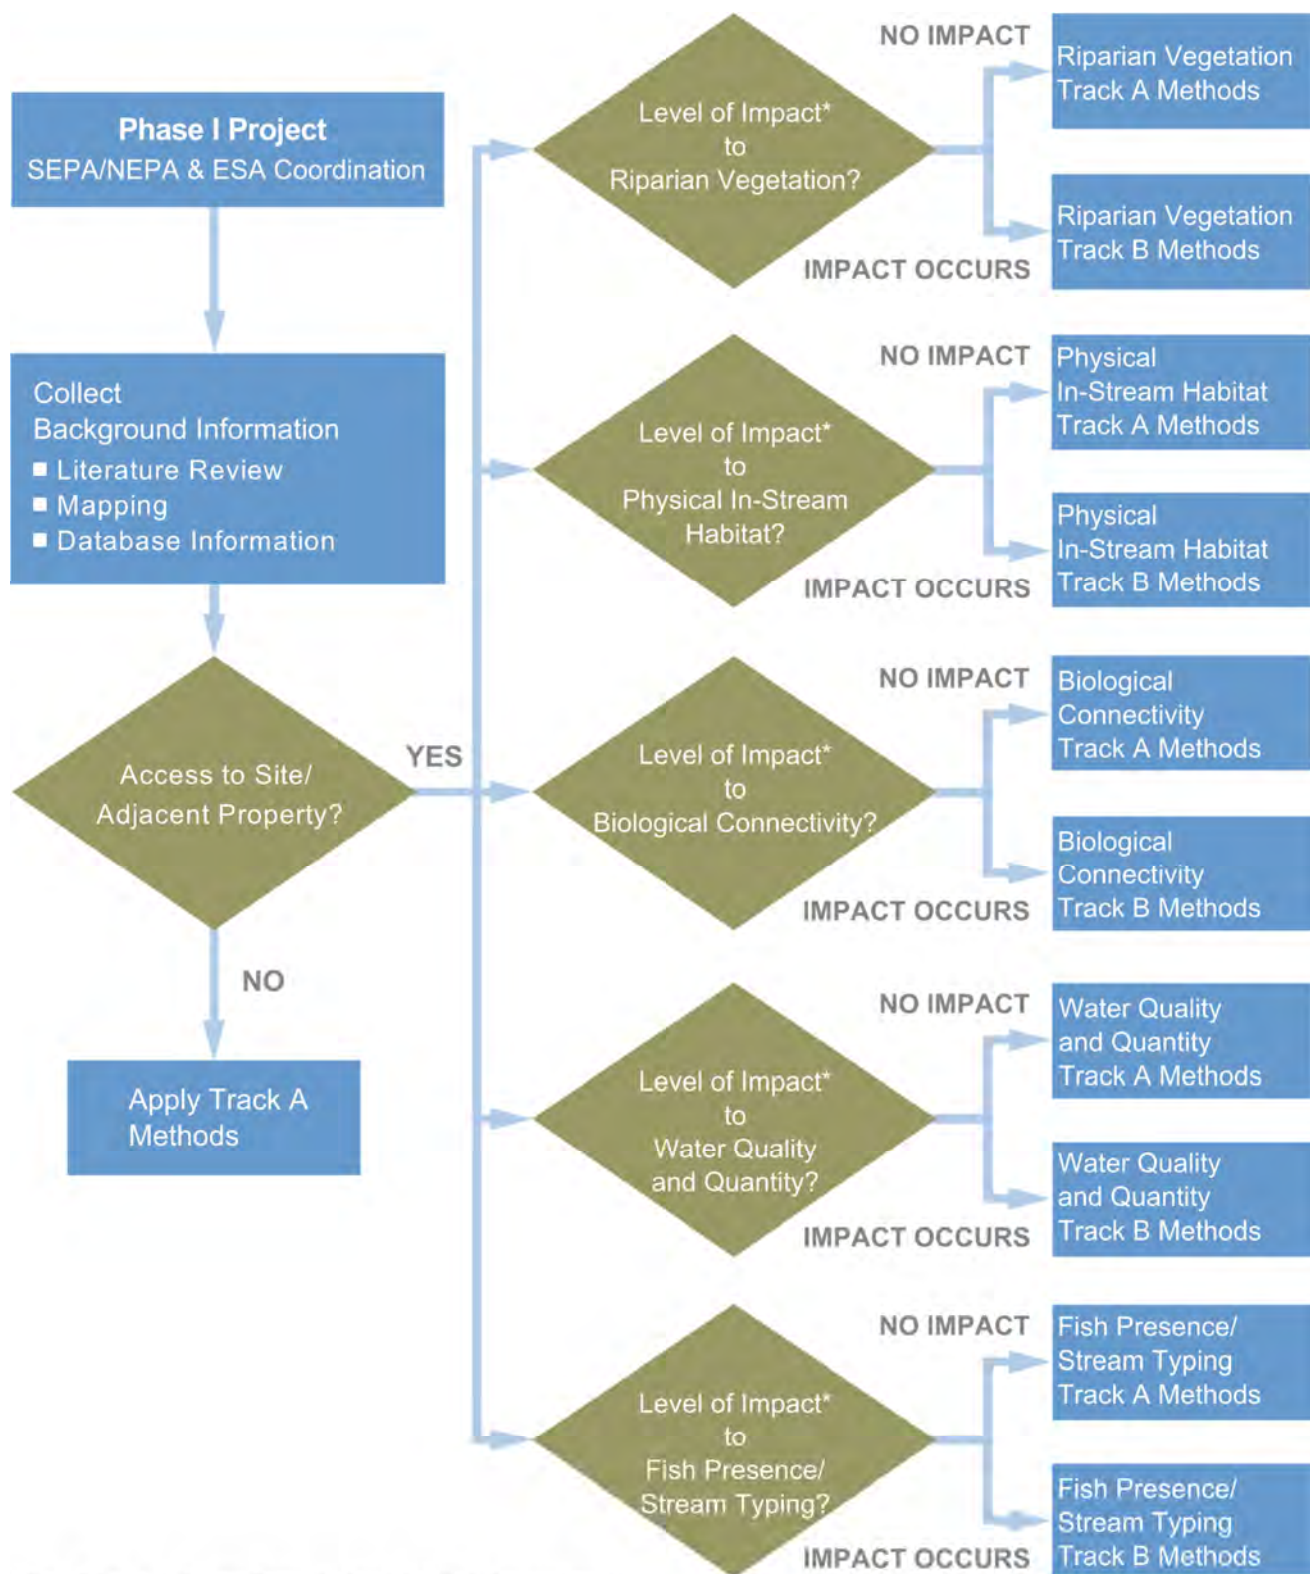 Phase I Project
SEPA/NEPA & ESA Coordination
Collect
Background Information
▪ Literature Review
▪ Mapping
▪ Database Information
Access to Site/
Adjacent Property?
YES
NO
Apply Track A
Methods
Level of Impact*
to
Riparian Vegetation?
NO IMPACT
Riparian Vegetation
Track A Methods
IMPACT OCCURS
Riparian Vegetation
Track B Methods
Level of Impact*
to
Physical In-Stream
Habitat?
NO IMPACT
Physical
In-Stream Habitat
Track A Methods
IMPACT OCCURS
Physical
In-Stream Habitat
Track B Methods
Level of Impact*
to
Biological Connectivity?
NO IMPACT
Biological
Connectivity
Track A Methods
IMPACT OCCURS
Biological
Connectivity
Track B Methods
Level of Impact*
to
Water Quality
and Quantity?
NO IMPACT
Water Quality
and Quantity
Track A Methods
IMPACT OCCURS
Water Quality
and Quantity
Track B Methods
Level of Impact*
to
Fish Presence/
Stream Typing?
NO IMPACT
Fish Presence/
Stream Typing
Track A Methods
IMPACT OCCURS
Fish Presence/
Stream Typing
Track B Methods